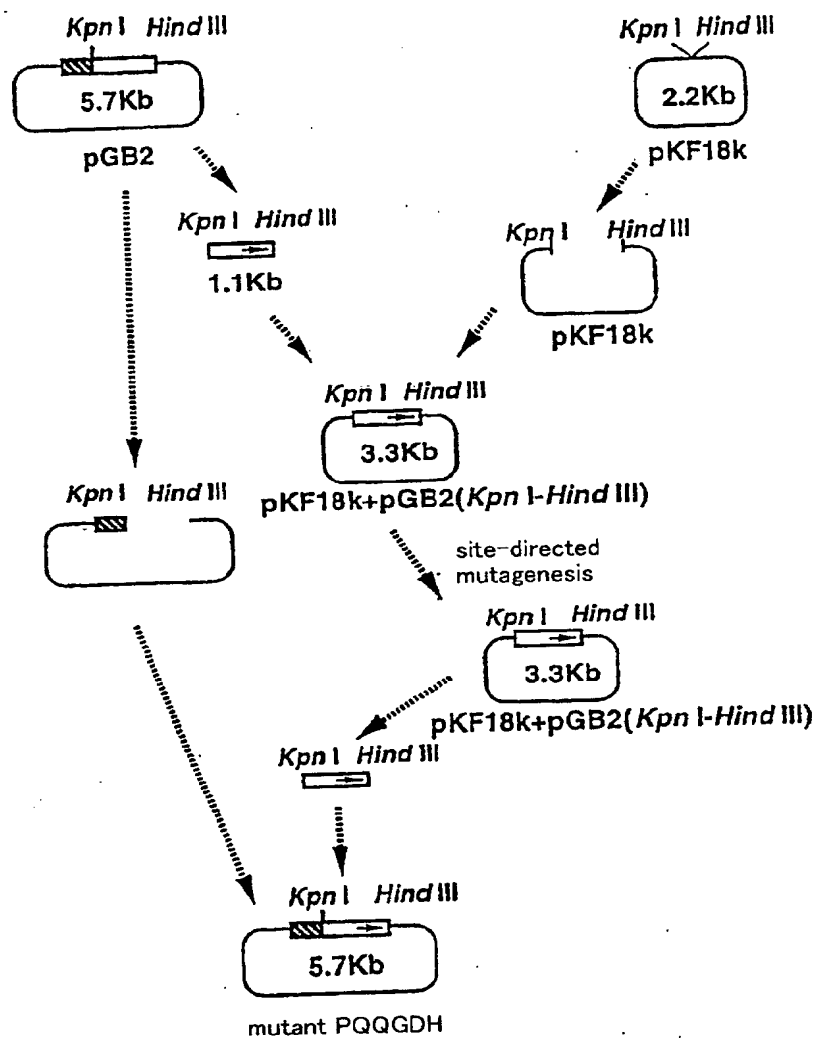 Kpn I Hind III
5.7Kb
pGB2
Kpn I Hind III
2.2Kb
pKF18k
Kpn I Hind III
1.1Kb
Kpn I Hind III
pKF18k
Kpn I Hind III
3.3Kb
pKF18k+pGB2(Kpn I-Hind III)
Kpn I Hind III
site-directed
mutagenesis
Kpn I Hind III
3.3Kb
pKF18k+pGB2(Kpn I-Hind III)
Kpn I Hind III
Kpn I Hind III
5.7Kb
mutant PQQGDH